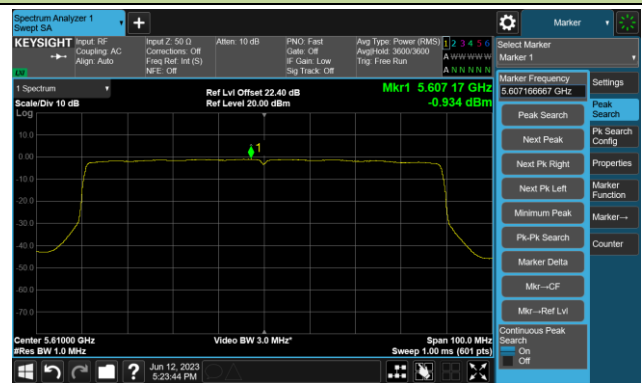 Spectrum Analyzer 1
Swept SA
+
Marker
KEYSIGHT
Input: RF
Coupling: AC
Align: Auto
Input Z: 50 Ω
Corrections: Off
Freq Ref: Int (S)
NFE: Off
Atten: 10 dB
PNO: Fast
Gate: Off
IF Gain: Low
Sig Track: Off
Avg Type: Power (RMS)
Avg|Hold: 3600/3600
Trig: Free Run
1 2 3 4 5 6
A W W W W W
A N N N N N
LVI
Select Marker
Marker 1
1 Spectrum
Scale/Div 10 dB
Log
Ref Lvl Offset 22.40 dB
Ref Level 20.00 dBm
Mkr1 5.607 17 GHz
-0.934 dBm
10.0
0.00
-10.0
-20.0
-30.0
-40.0
-50.0
-60.0
-70.0
1
Center 5.61000 GHz
#Res BW 1.0 MHz
Video BW 3.0 MHz*
Span 100.0 MHz
Sweep 1.00 ms (601 pts)
Marker Frequency
5.607166667 GHz
Peak Search
Next Peak
Next Pk Right
Next Pk Left
Minimum Peak
Pk-Pk Search
Marker Delta
Mkr→CF
Mkr→Ref Lvl
Continuous Peak
Search
On
Off
Settings
Peak
Search
Pk Search
Config
Properties
Marker
Function
Marker→
Counter
?
Jun 12, 2023
5:23:44 PM